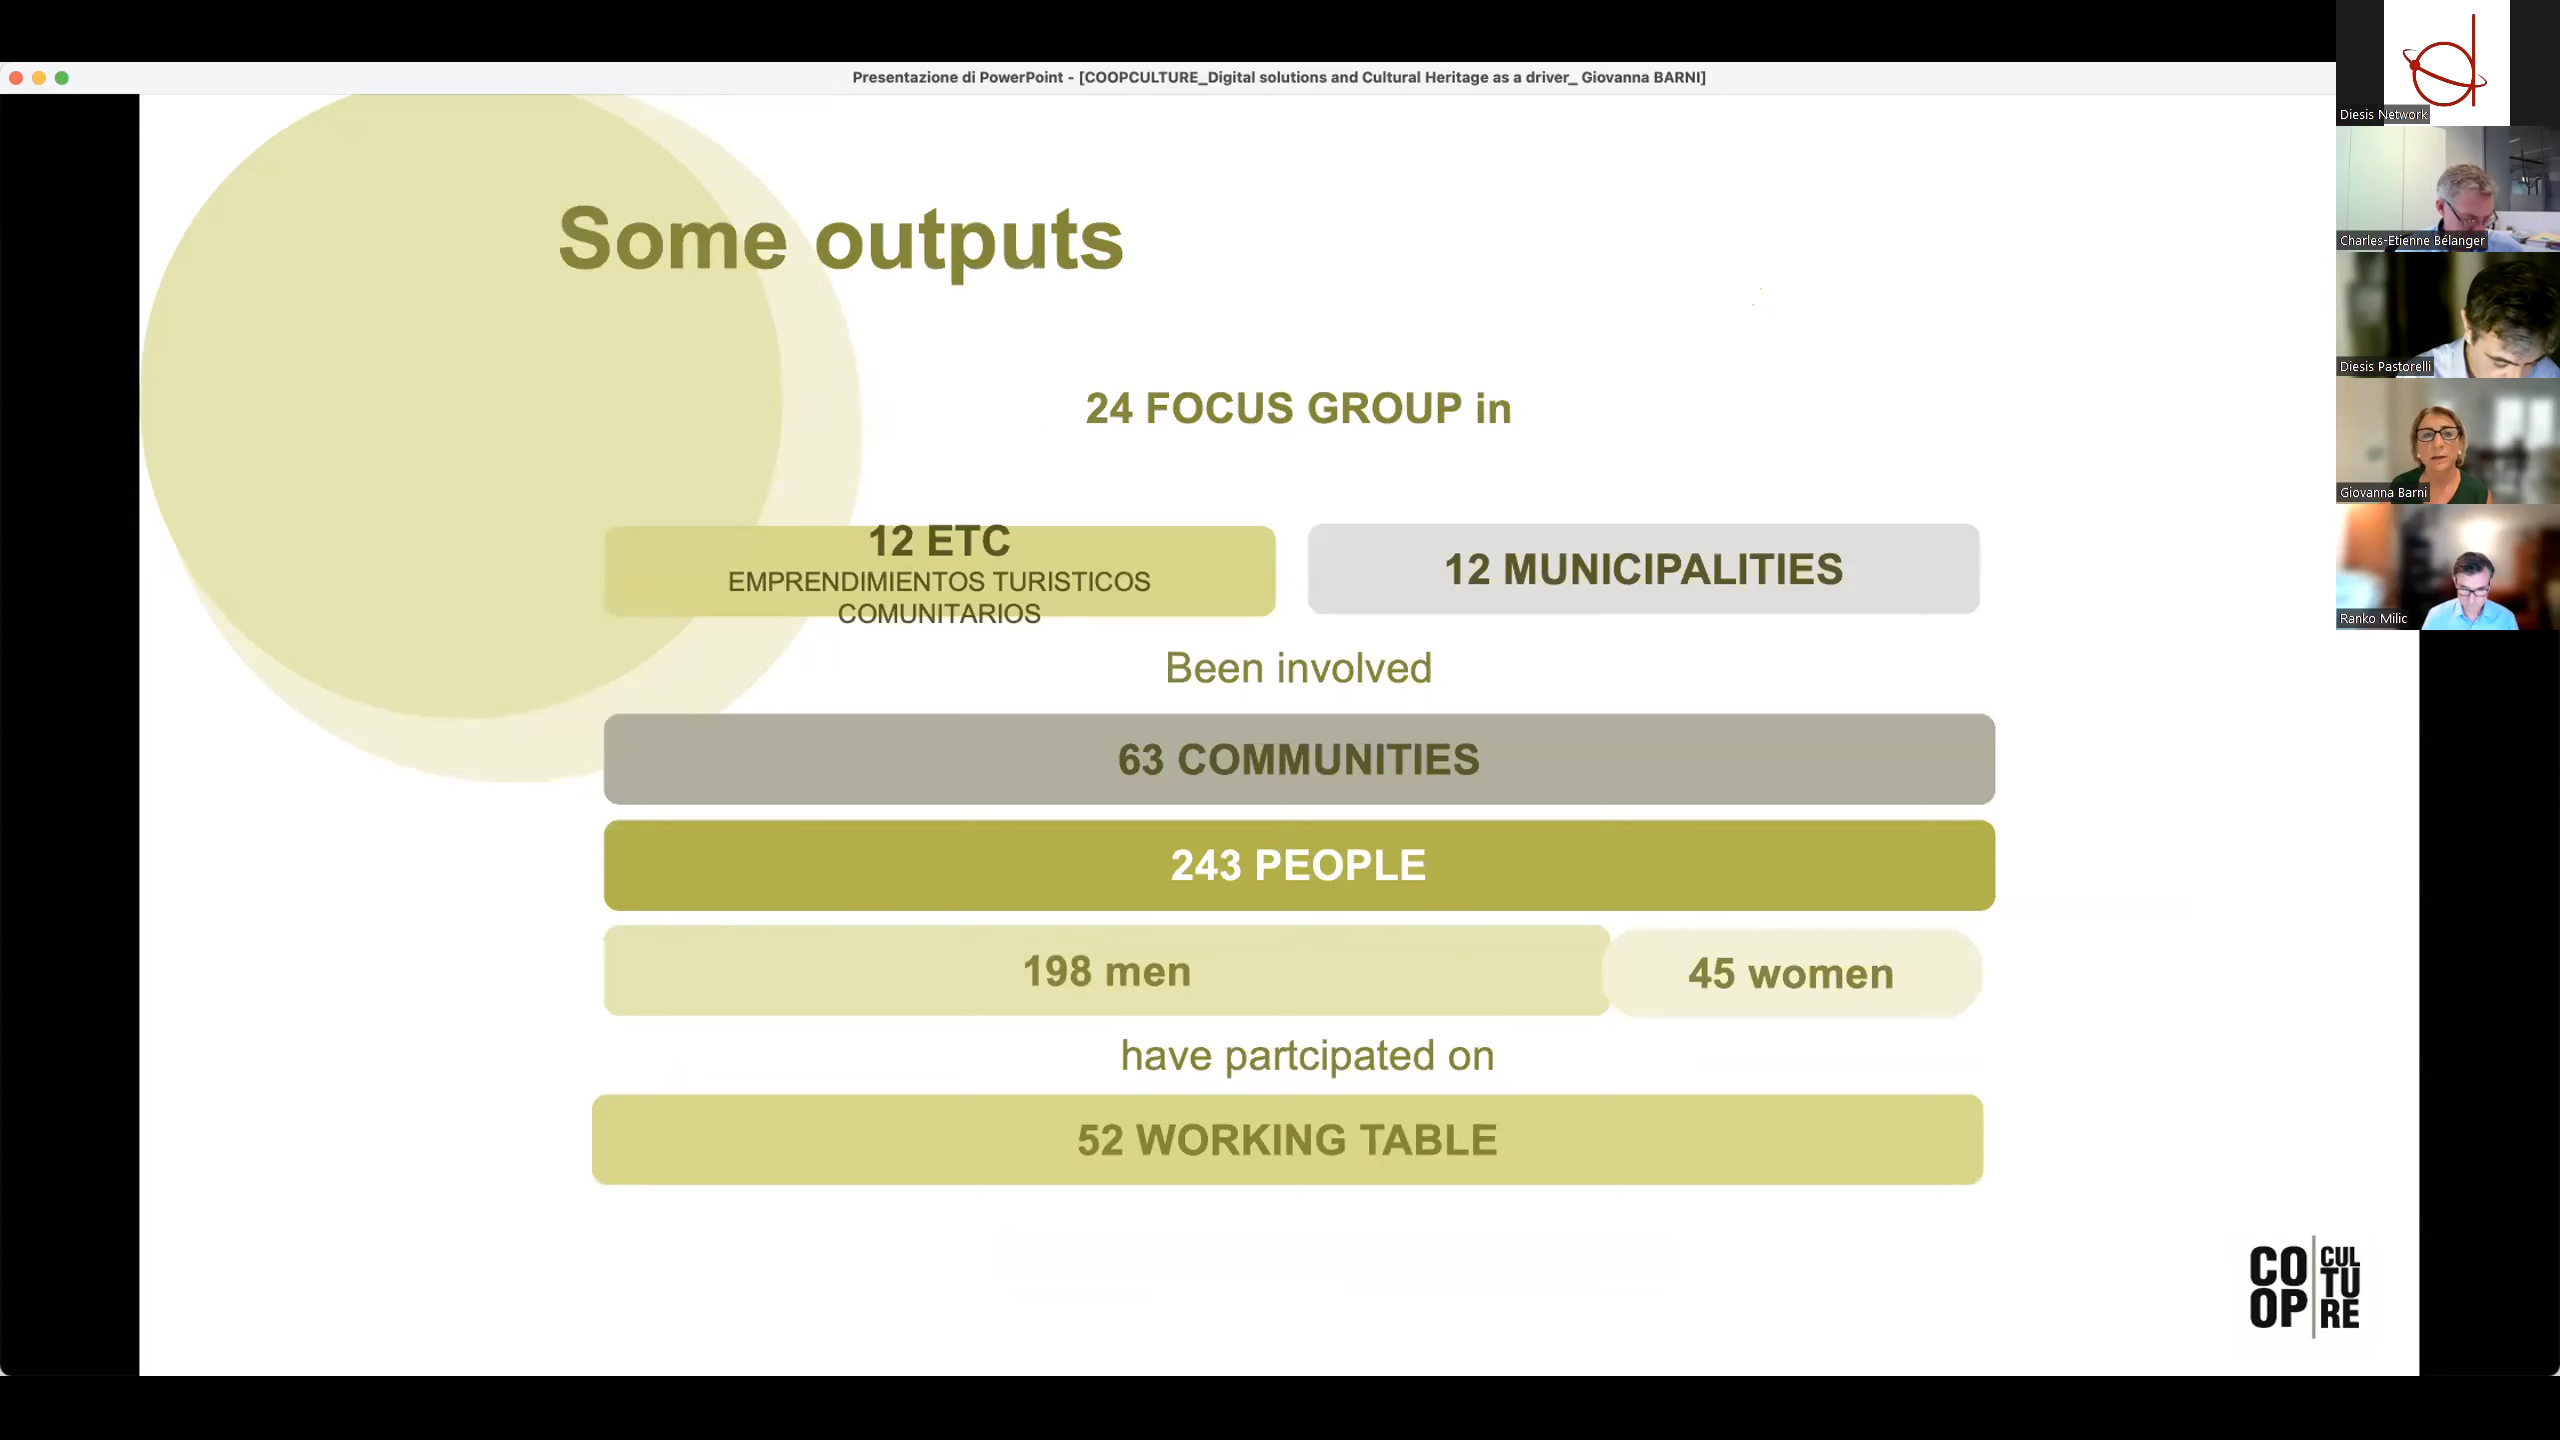 Presentazione di PowerPoint - [COOPCULTURE_Digital solutions and Cultural Heritage as a driver_ Giovanna BARNI]
Some outputs
24 FOCUS GROUP in
12 ETC
EMPRENDIMIENTOS TURISTICOS
COMUNITARIOS
12 MUNICIPALITIES
Been involved
63 COMMUNITIES
243 PEOPLE
198 men
45 women
have partcipated on
52 WORKING TABLE
CO
OP
CUL
TU
RE
Diesis Network
Charles-Etienne Bélanger
Diesis Pastorelli
Giovanna Barni
Ranko Milic